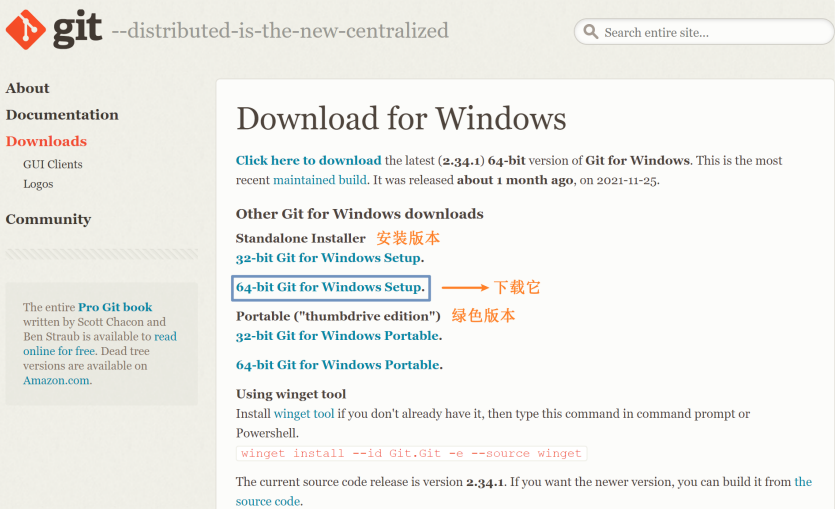 git --distributed-is-the-new-centralized
Search entire site...
About
Documentation
Downloads
GUI Clients
Logos
Community
The entire Pro Git book
written by Scott Chacon and
Ben Straub is available to read
online for free. Dead tree
versions are available on
Amazon.com.
Download for Windows
Click here to download the latest (2.34.1) 64-bit version of Git for Windows. This is the most
recent maintained build. It was released about 1 month ago, on 2021-11-25.
Other Git for Windows downloads
Standalone Installer 安装版本
32-bit Git for Windows Setup.
64-bit Git for Windows Setup. 下载它
Portable ("thumbdrive edition") 绿色版本
32-bit Git for Windows Portable.
64-bit Git for Windows Portable.
Using winget tool
Install winget tool if you don't already have it, then type this command in command prompt or
Powershell.
winget install --id Git.Git -e --source winget
The current source code release is version 2.34.1. If you want the newer version, you can build it from the
source code.